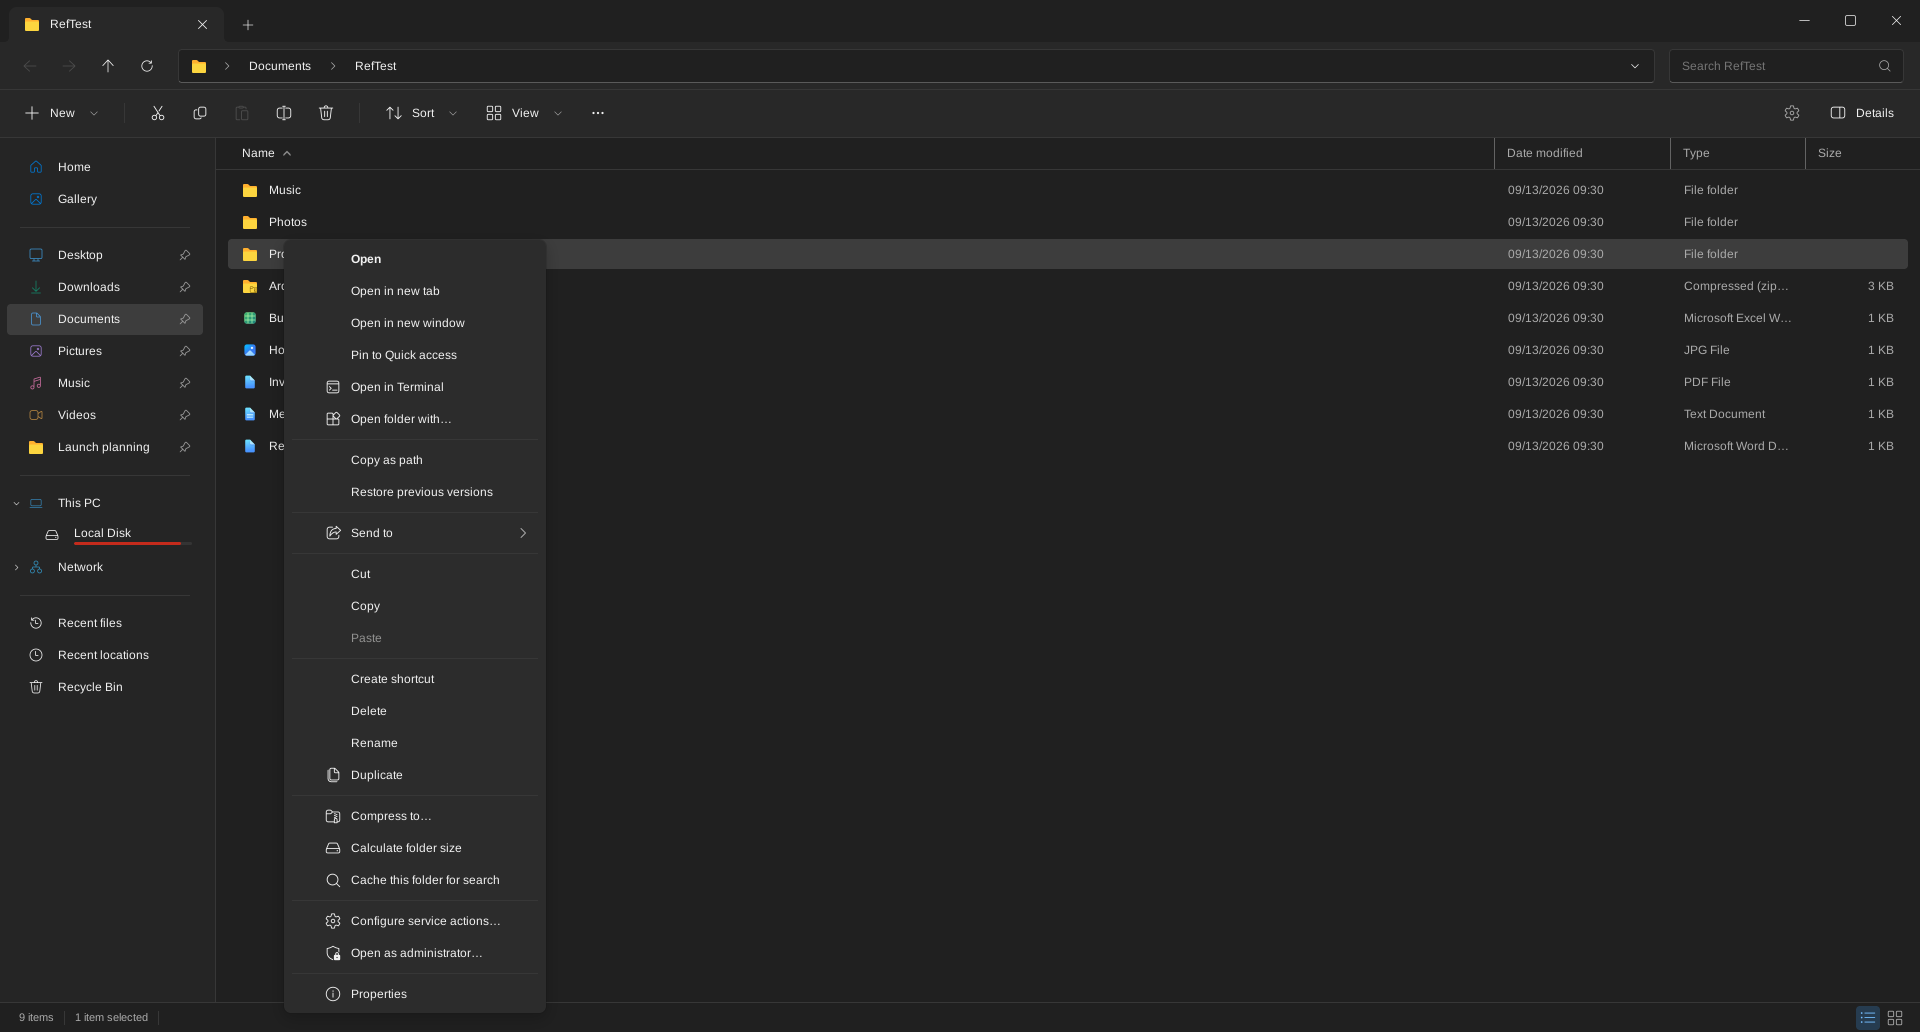 RefTest
Documents
RefTest
Search RefTest
New
Sort
View
Details
Name
Date modified
Type
Size
Home
Gallery
Desktop
Downloads
Documents
Pictures
Music
Videos
Launch planning
This PC
Local Disk
Network
Recent files
Recent locations
Recycle Bin
Music 09/13/2026 09:30 File folder
Photos 09/13/2026 09:30 File folder
09/13/2026 09:30 File folder
09/13/2026 09:30 Compressed (zip… 3 KB
09/13/2026 09:30 Microsoft Excel W… 1 KB
09/13/2026 09:30 JPG File 1 KB
09/13/2026 09:30 PDF File 1 KB
09/13/2026 09:30 Text Document 1 KB
09/13/2026 09:30 Microsoft Word D… 1 KB
Open
Open in new tab
Open in new window
Pin to Quick access
Open in Terminal
Open folder with…
Copy as path
Restore previous versions
Send to
Cut
Copy
Paste
Create shortcut
Delete
Rename
Duplicate
Compress to…
Calculate folder size
Cache this folder for search
Configure service actions…
Open as administrator…
Properties
9 items
1 item selected